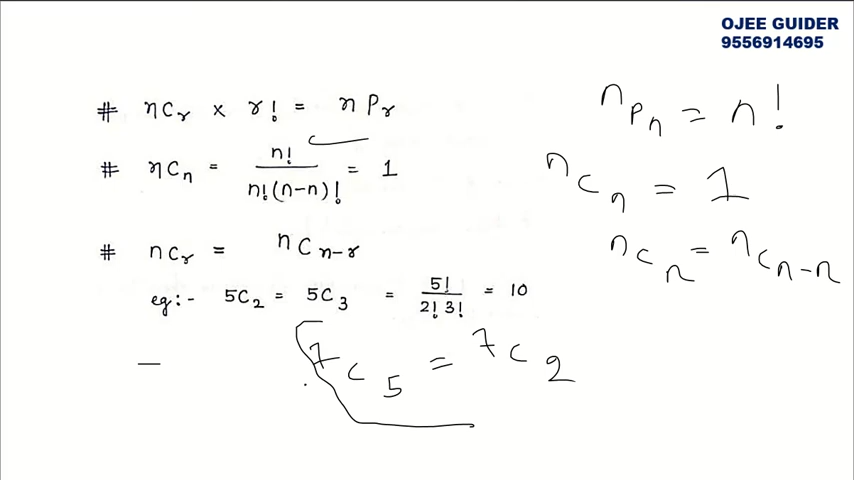 OJEE GUIDER
9556914695
# nCr × r! = nPr
# nCn = n!/n!(n-n)! = 1
# nCr = nCn-r
eg:- 5C2 = 5C3 = 5!/2! 3! = 10
7C5 = 7C2
nPn = n!
nCn = 1
nCr = nCn-r